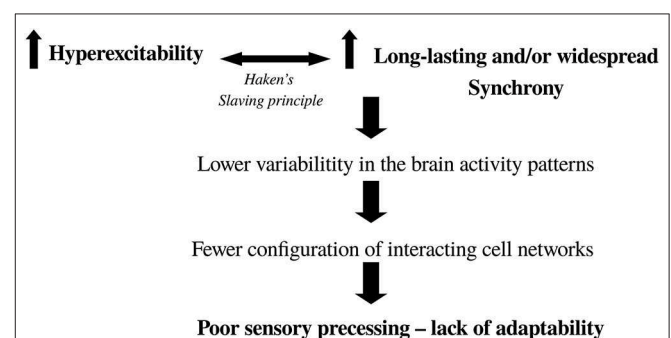 Hyperexcitability
Long-lasting and/or widespread
Synchrony
Haken's
Slaving principle
Lower variabilitity in the brain activity patterns
Fewer configuration of interacting cell networks
Poor sensory precessing – lack of adaptability